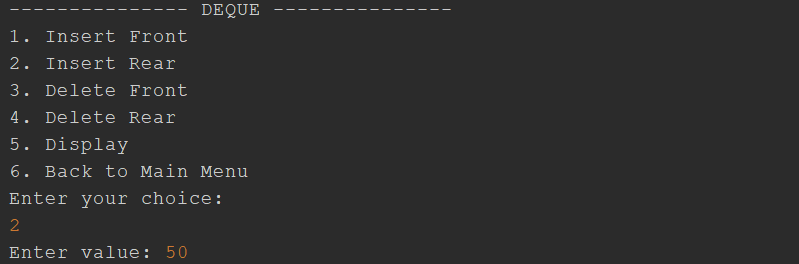 --------------- DEQUE ---------------
1. Insert Front
2. Insert Rear
3. Delete Front
4. Delete Rear
5. Display
6. Back to Main Menu
Enter your choice:
2
Enter value: 50